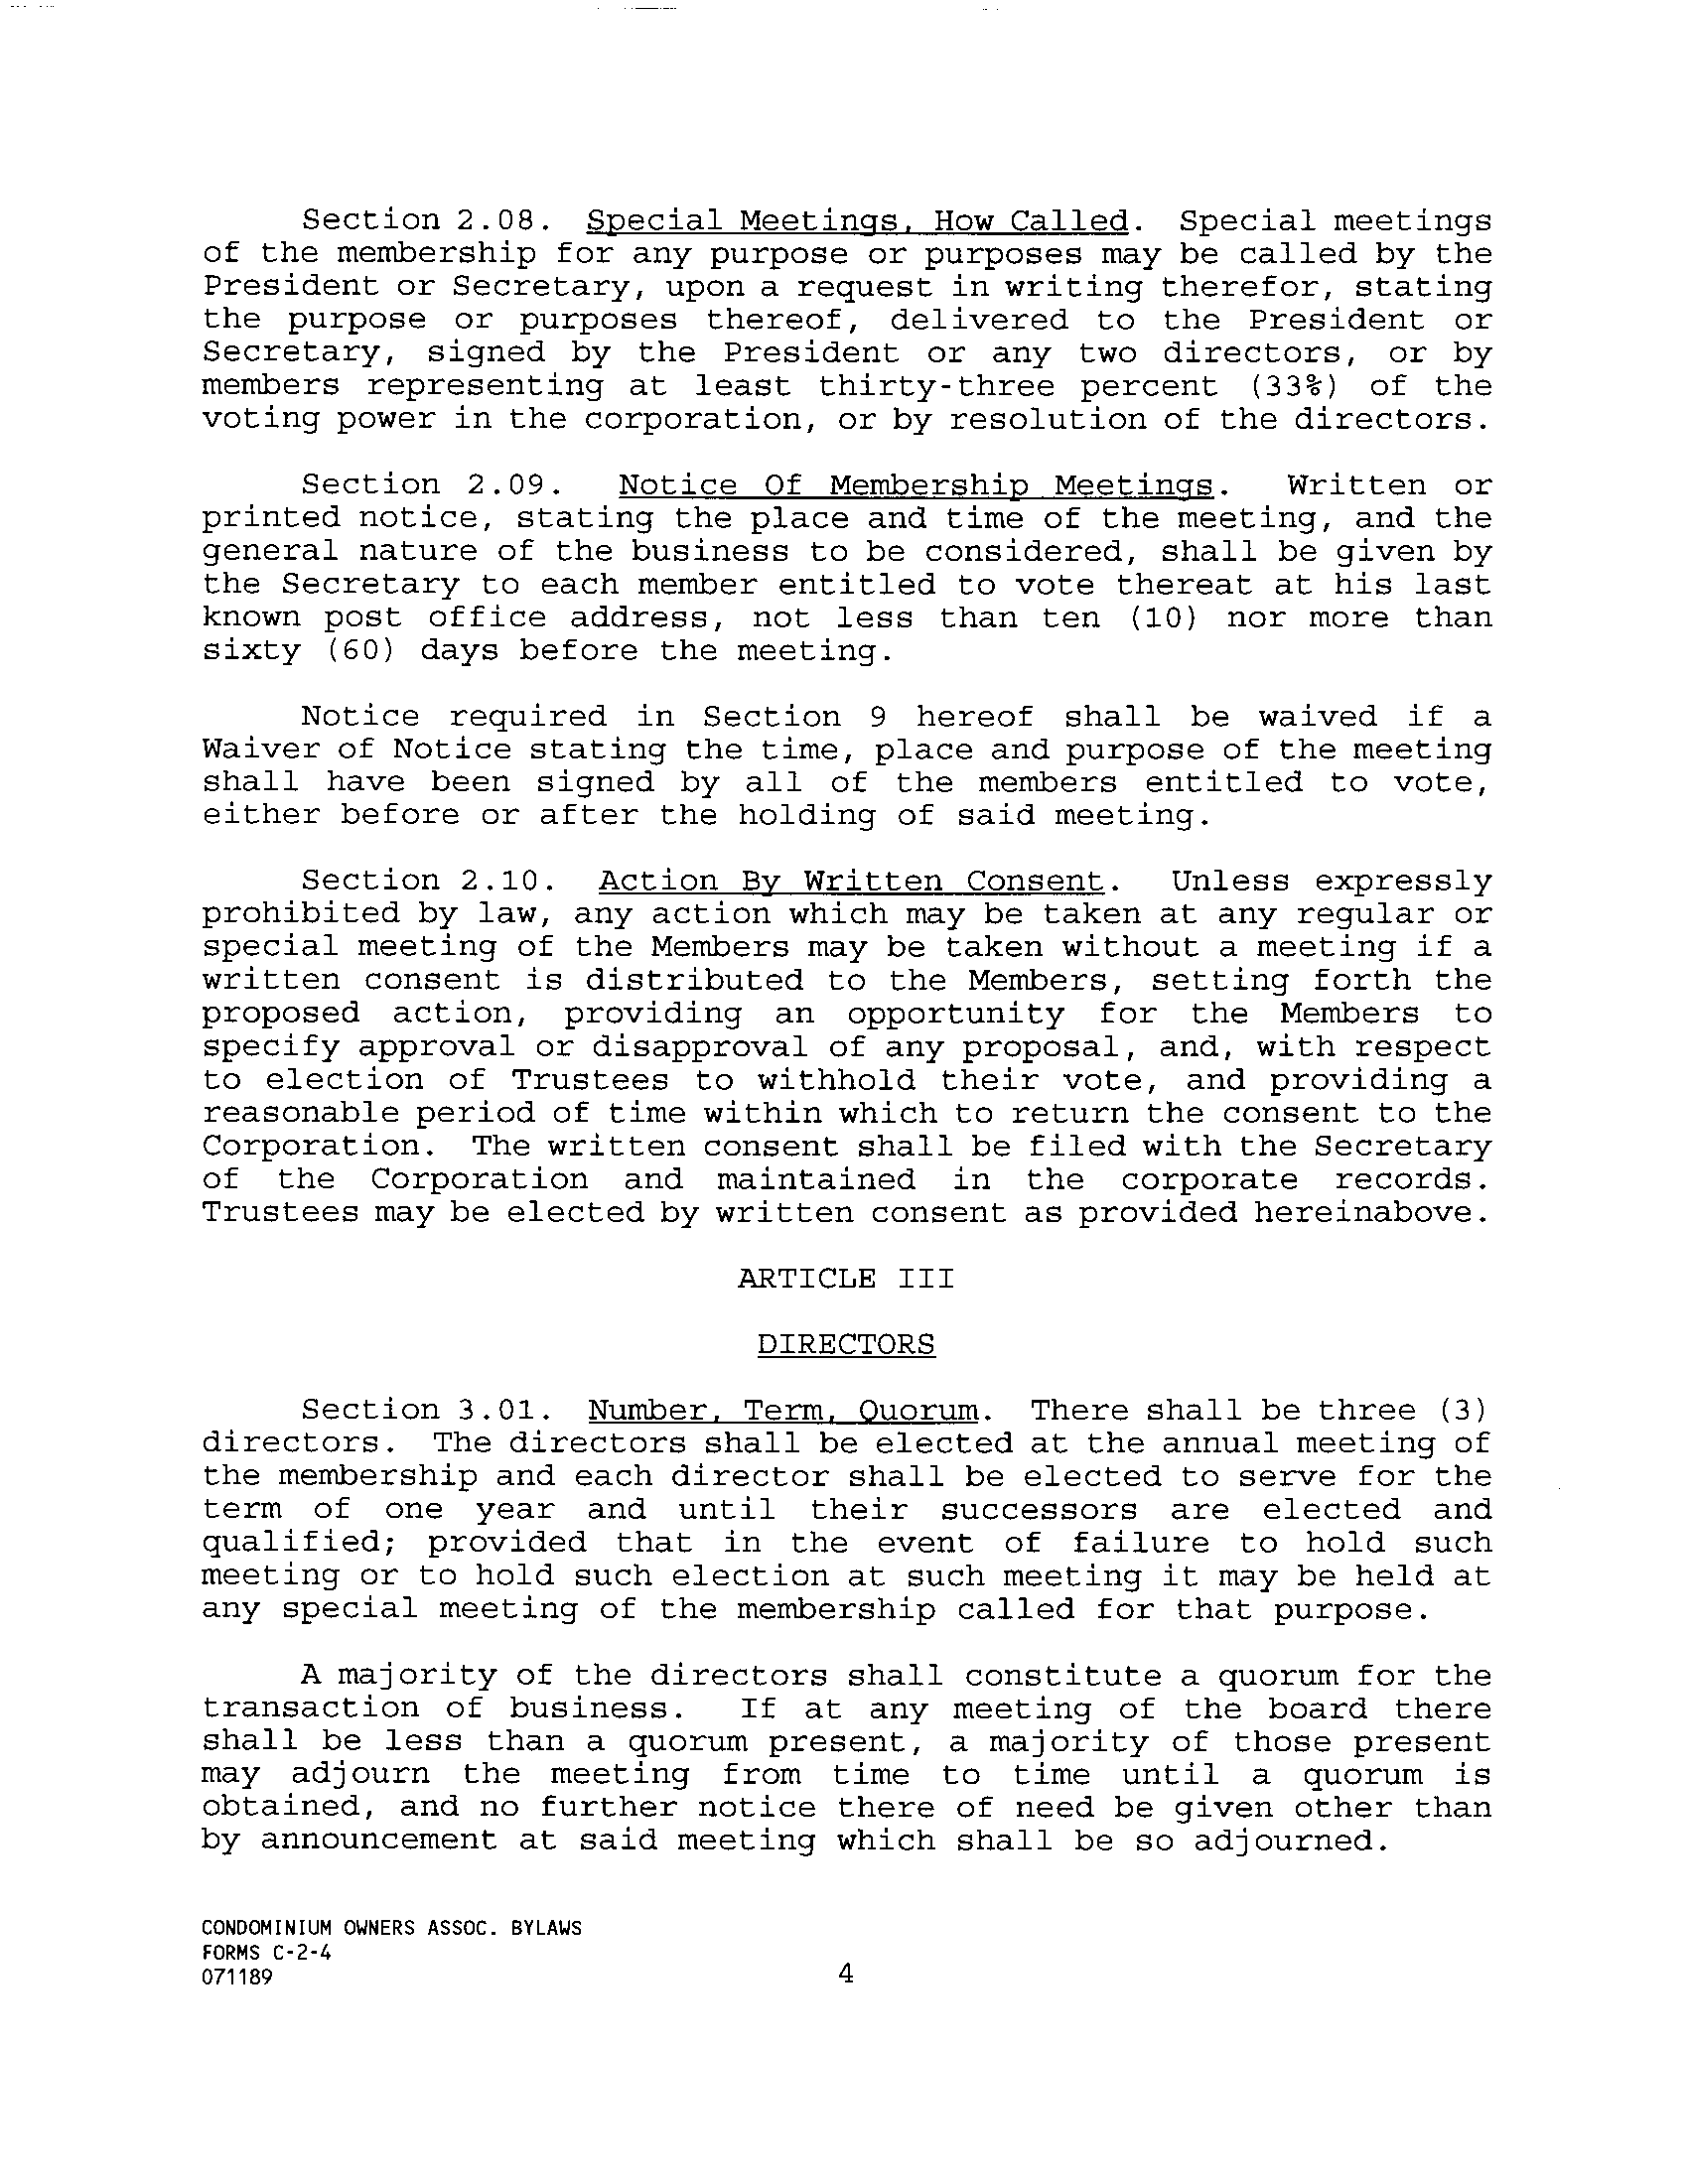 Section 2.08. Special Meetings, How Called. Special meetings
of the membership for any purpose or purposes may be called by the
President or Secretary, upon a request in writing therefor, stating
the purpose or purposes thereof, delivered to the President or
Secretary, signed by the President or any two directors, or by
members representing at least thirty-three percent (33%) of the
voting power in the corporation, or by resolution of the directors.
Section 2.09. Notice Of Membership Meetings. Written or
printed notice, stating the place and time of the meeting, and the
general nature of the business to be considered, shall be given by
the Secretary to each member entitled to vote thereat at his last
known post office address, not less than ten (10) nor more than
sixty (60) days before the meeting.
Notice required in Section 9 hereof shall be waived if a
Waiver of Notice stating the time, place and purpose of the meeting
shall have been signed by all of the members entitled to vote,
either before or after the holding of said meeting.
Section 2.10. Action By Written Consent. Unless expressly
prohibited by law, any action which may be taken at any regular or
special meeting of the Members may be taken without a meeting if a
written consent is distributed to the Members, setting forth the
proposed action, providing an opportunity for the Members to
specify approval or disapproval of any proposal, and, with respect
to election of Trustees to withhold their vote, and providing a
reasonable period of time within which to return the consent to the
Corporation. The written consent shall be filed with the Secretary
of the Corporation and maintained in the corporate records.
Trustees may be elected by written consent as provided hereinabove.
ARTICLE III
DIRECTORS
Section 3.01. Number, Term, Quorum. There shall be three (3)
directors. The directors shall be elected at the annual meeting of
the membership and each director shall be elected to serve for the
term of one year and until their successors are elected and
qualified; provided that in the event of failure to hold such
meeting or to hold such election at such meeting it may be held at
any special meeting of the membership called for that purpose.
A majority of the directors shall constitute a quorum for the
transaction of business. If at any meeting of the board there
shall be less than a quorum present, a majority of those present
may adjourn the meeting from time to time until a quorum is
obtained, and no further notice there of need be given other than
by announcement at said meeting which shall be so adjourned.
CONDOMINIUM OWNERS ASSOC. BYLAWS
FORMS C-2-4
071189
4